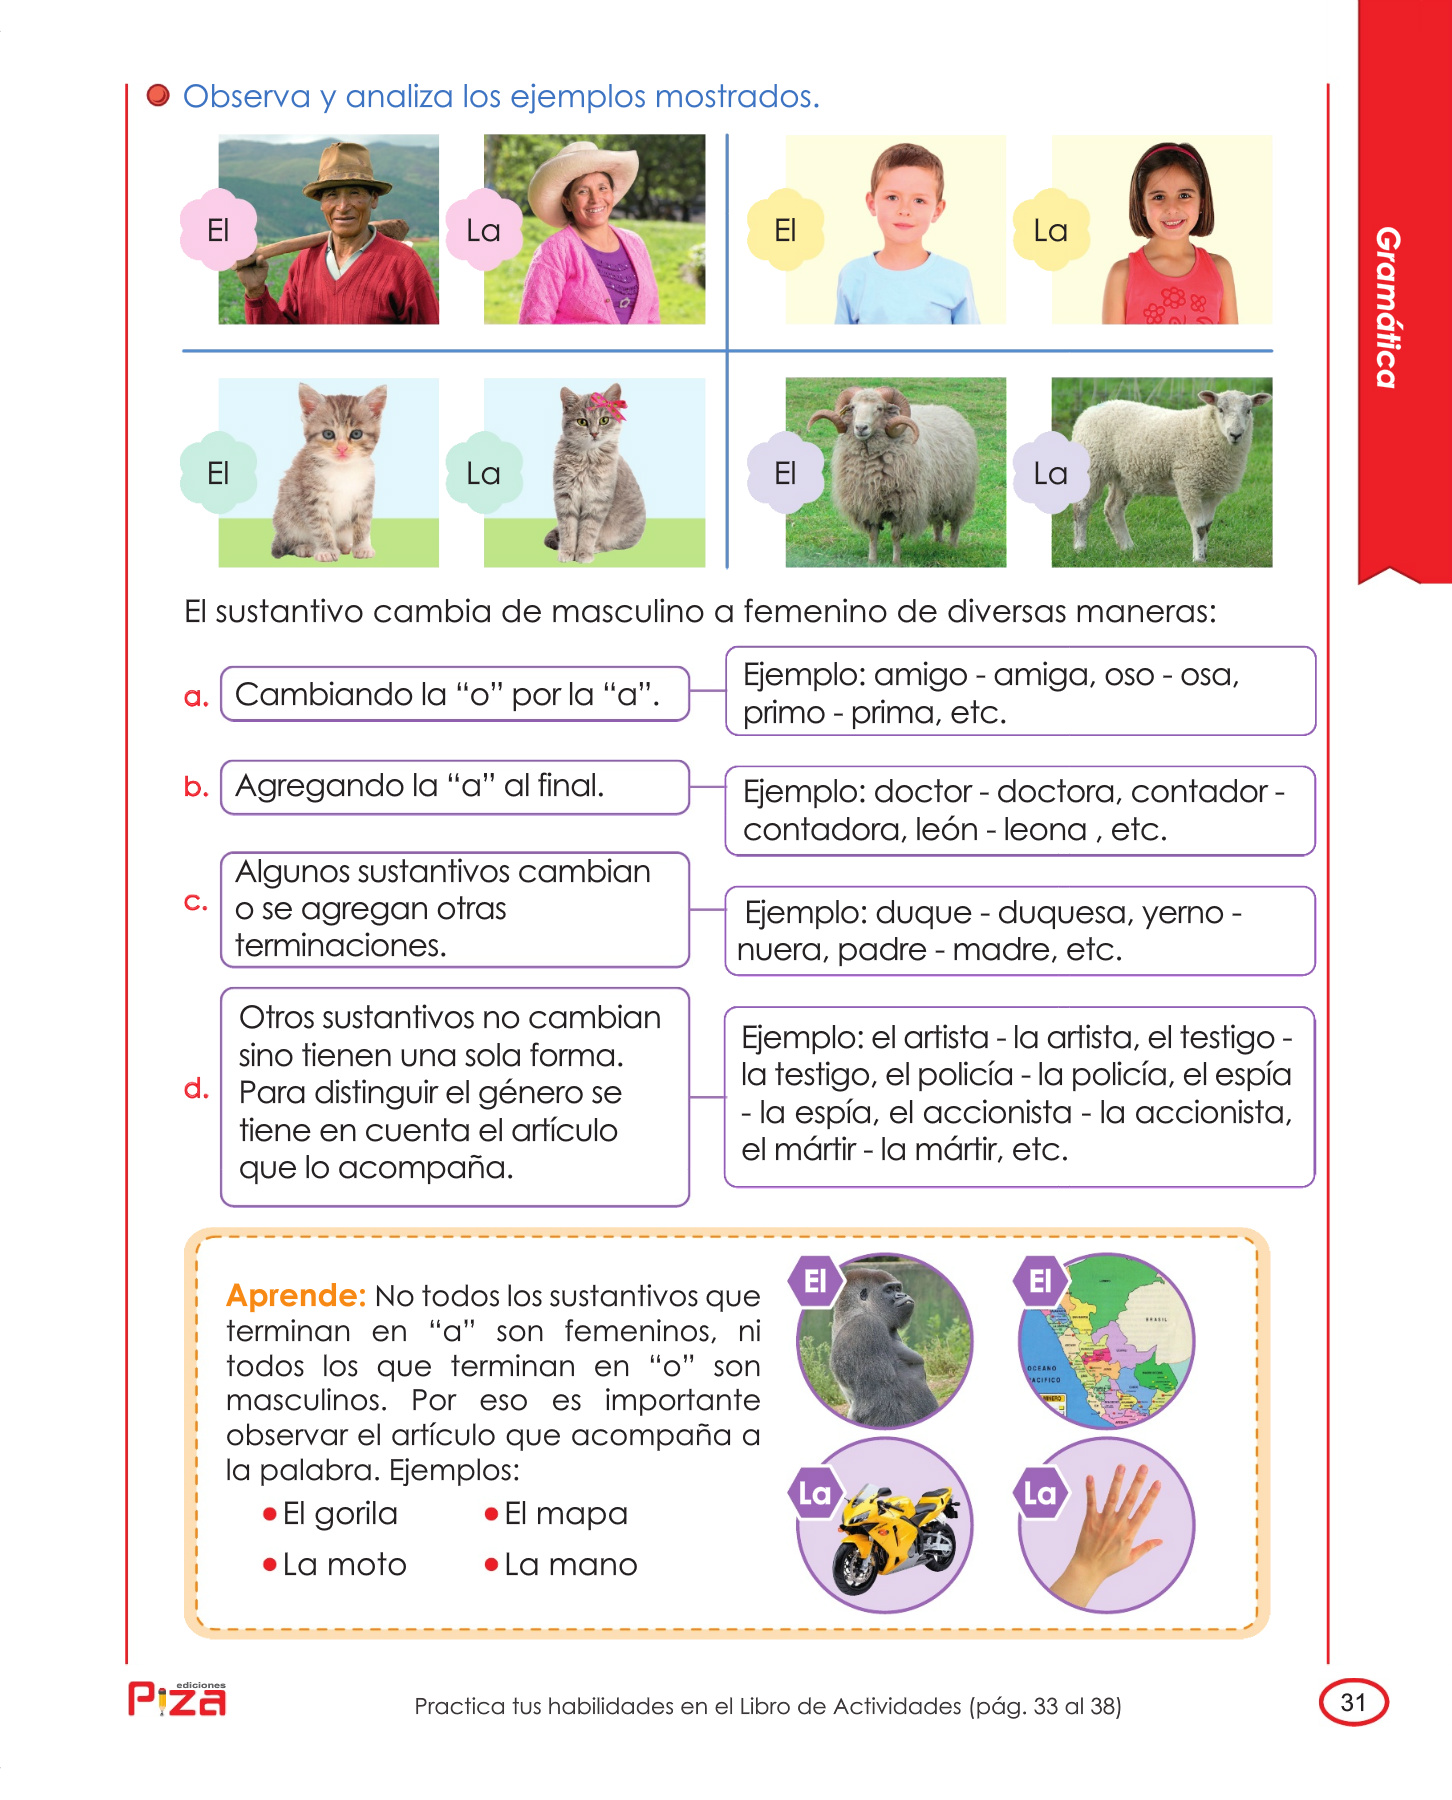 Observa y analiza los ejemplos mostrados.
El
La
El
La
El
La
El
La
Gramática
El sustantivo cambia de masculino a femenino de diversas maneras:
a. Cambiando la “o” por la “a”.
Ejemplo: amigo - amiga, oso - osa,
primo - prima, etc.
b. Agregando la “a” al final.
Ejemplo: doctor - doctora, contador -
contadora, león - leona , etc.
c.
Algunos sustantivos cambian
o se agregan otras
terminaciones.
Ejemplo: duque - duquesa, yerno -
nuera, padre - madre, etc.
d.
Otros sustantivos no cambian
sino tienen una sola forma.
Para distinguir el género se
tiene en cuenta el artículo
que lo acompaña.
Ejemplo: el artista - la artista, el testigo -
la testigo, el policía - la policía, el espía
- la espía, el accionista - la accionista,
el mártir - la mártir, etc.
Aprende: No todos los sustantivos que
terminan en “a” son femeninos, ni
todos los que terminan en “o” son
masculinos. Por eso es importante
observar el artículo que acompaña a
la palabra. Ejemplos:
• El gorila
• El mapa
• La moto
• La mano
El
El
BRASIL
OCEANO
PACIFICO
La
La
ediciones
Piza
Practica tus habilidades en el Libro de Actividades (pág. 33 al 38)
31